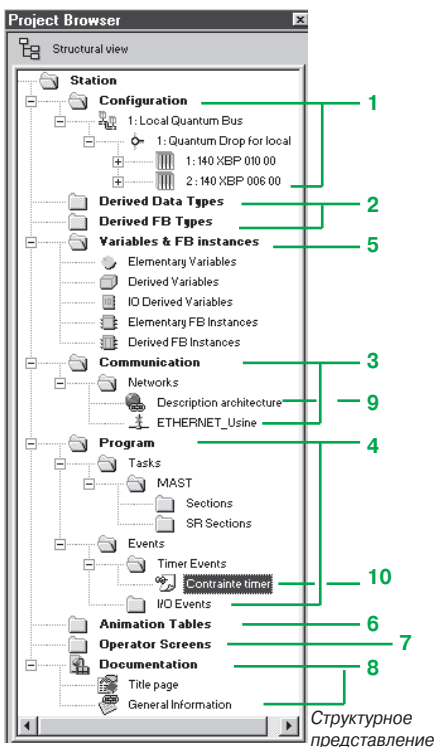 Project Browser
Structural view
Station
Configuration 1
1: Local Quantum Bus
1: Quantum Drop for local
1: 140 XBP 010 00
2 : 140 XBP 006 00
Derived Data Types 2
Derived FB Types
Variables & FB instances 5
Elementary Variables
Derived Variables
IO Derived Variables
Elementary FB Instances
Derived FB Instances
Communication 3
Networks
Description architecture 9
ETHERNET_Usine
Program 4
Tasks
MAST
Sections
SR Sections
Events
Timer Events
Contrainte timer 10
I/O Events
Animation Tables 6
Operator Screens 7
Documentation 8
Title page
General Information
Структурное
представление